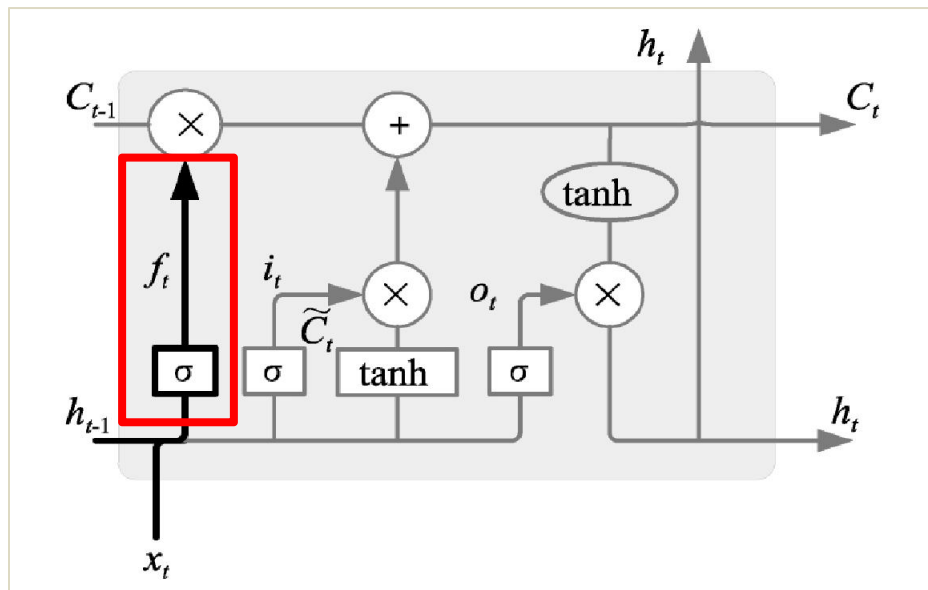 h_t
C_{t-1} × + C_t
tanh
f_t i_t × o_t ×
C̃_t
σ σ tanh σ
h_{t-1} h_t
x_t